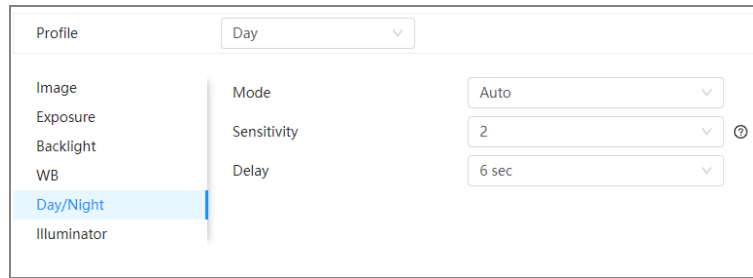 Profile Day
Image
Exposure
Backlight
WB
Day/Night
Illuminator
Mode Auto
Sensitivity 2
Delay 6 sec